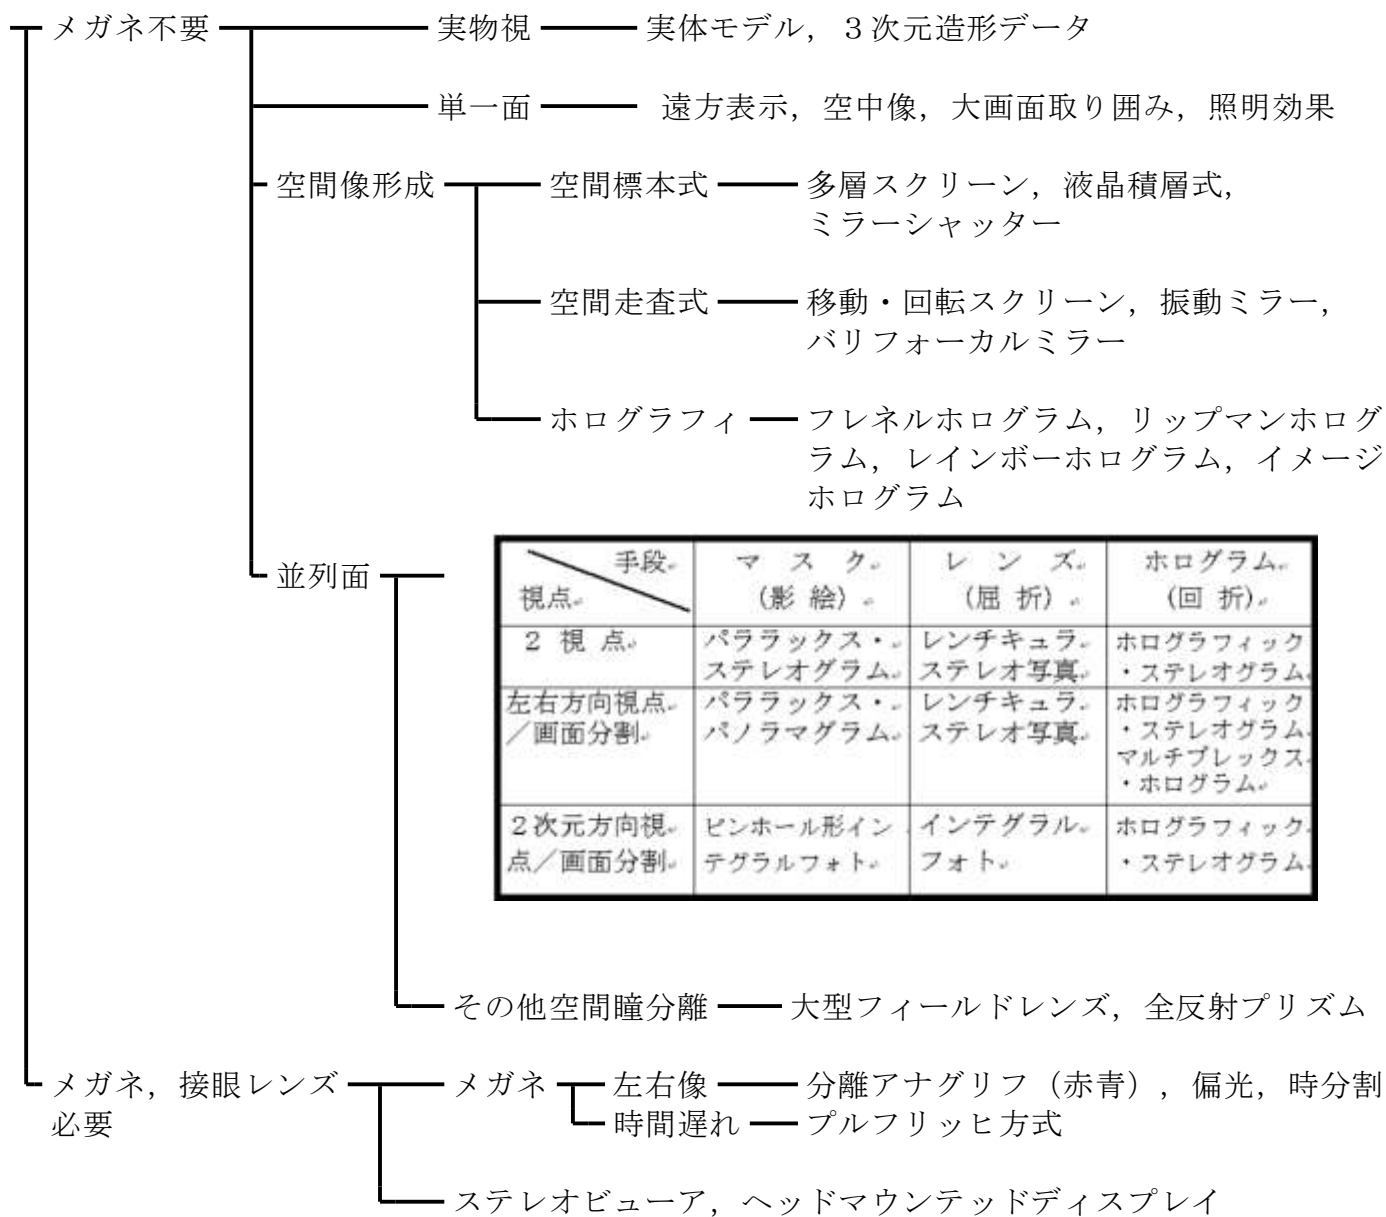 メガネ不要 実物視 実体モデル，３次元造形データ
単一面 遠方表示，空中像，大画面取り囲み，照明効果
空間像形成 空間標本式 多層スクリーン，液晶積層式，
ミラーシャッター
空間走査式 移動・回転スクリーン，振動ミラー，
バリフォーカルミラー
ホログラフィ フレネルホログラム，リップマンホログ
ラム，レインボーホログラム，イメージ
ホログラム
並列面
手段 マスク レンズ ホログラム
視点 (影絵) (屈折) (回折)
２視点 パララックス・ レンチキュラ ホログラフィック
ステレオグラム ステレオ写真 ・ステレオグラム
左右方向視点 パララックス・ レンチキュラ ホログラフィック
／画面分割 パノラマグラム ステレオ写真 ・ステレオグラム
マルチプレックス
・ホログラム
２次元方向視 ピンホール形イン インテグラル ホログラフィック
点／画面分割 テグラルフォト フォト ・ステレオグラム
その他空間瞳分離 大型フィールドレンズ，全反射プリズム
メガネ，接眼レンズ メガネ 左右像 分離アナグリフ（赤青），偏光，時分割
必要 時間遅れ プルフリッヒ方式
ステレオビューア，ヘッドマウンテッドディスプレイ